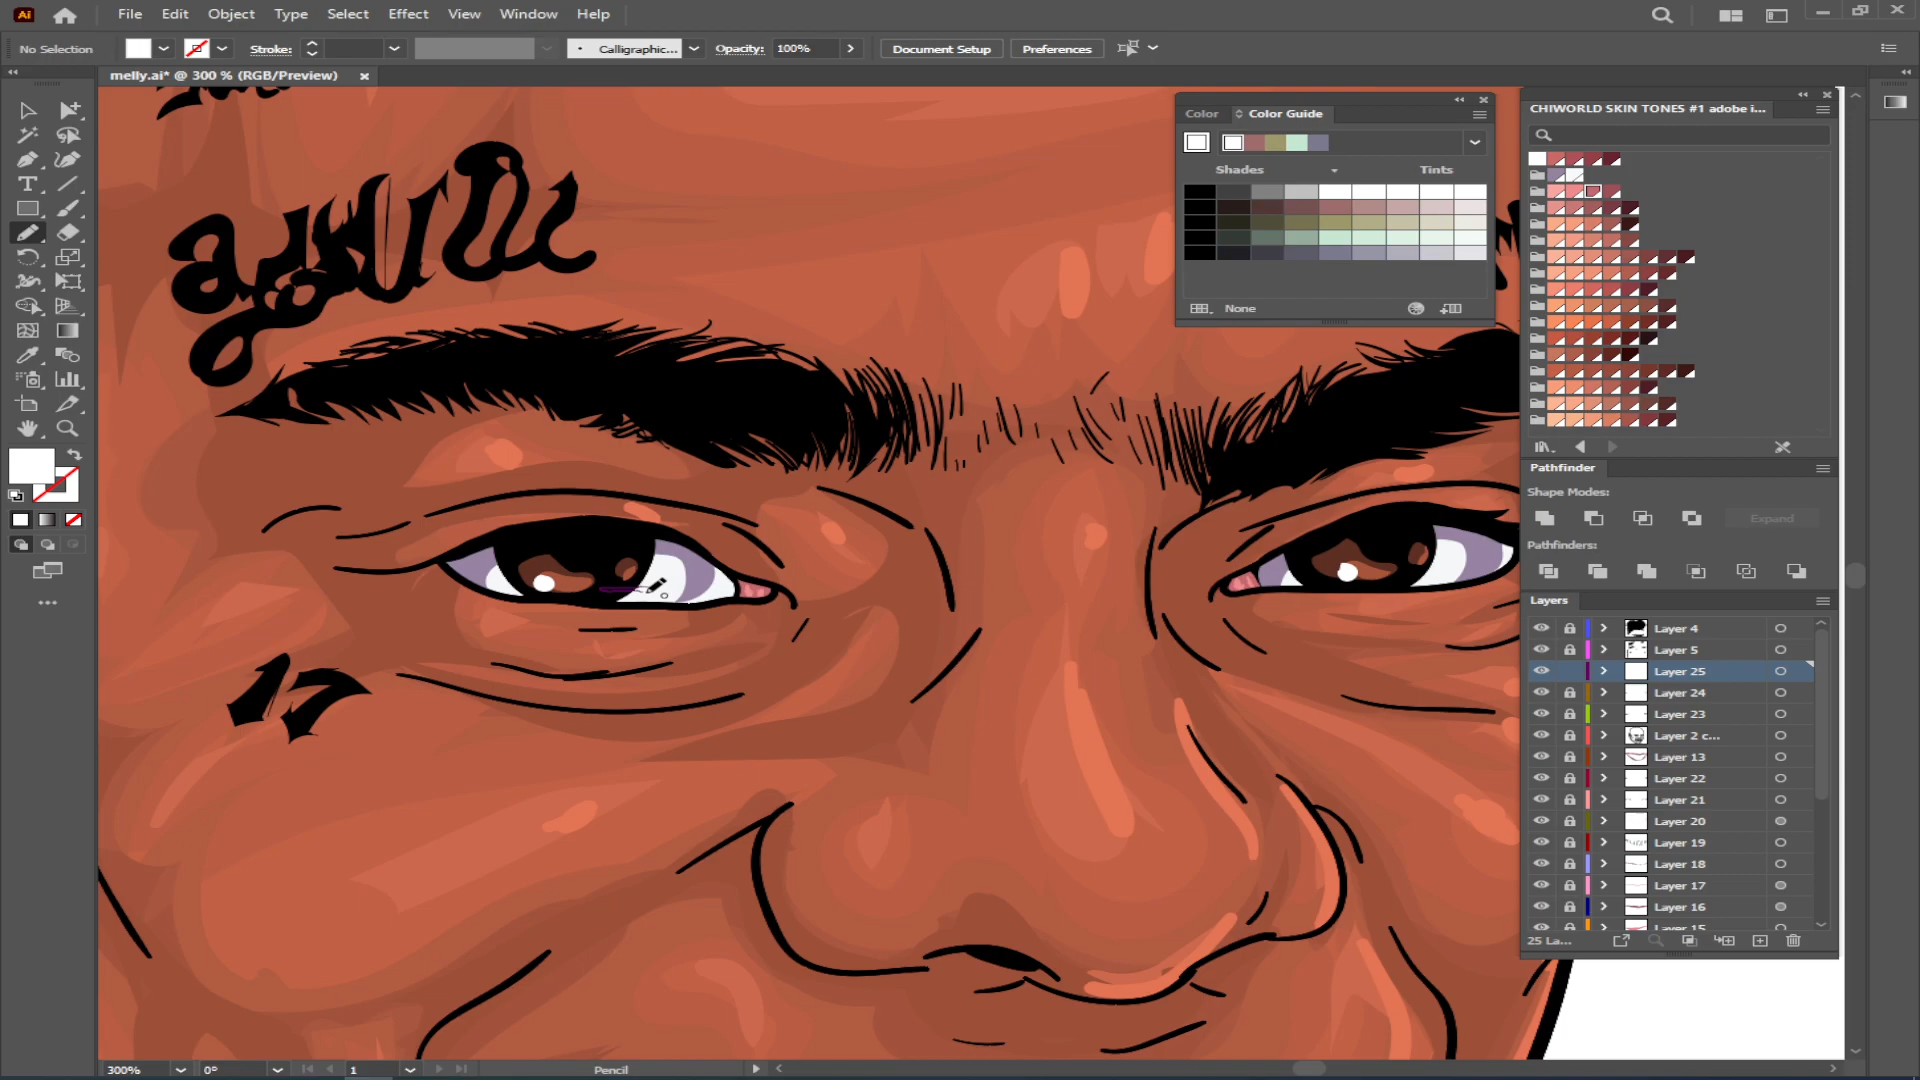 Ai File Edit Object Type Select Effect View Window Help
No Selection Stroke: Calligraphic... Opacity: 100% Document Setup Preferences
melly.ai* @ 300 % (RGB/Preview)
Color Color Guide
Shades Tints
None
CHIWORLD SKIN TONES #1 adobe i...
Pathfinder
Shape Modes:
Expand
Pathfinders:
Layers
Layer 4
Layer 5
Layer 25
Layer 24
Layer 23
Layer 2 c...
Layer 13
Layer 22
Layer 21
Layer 20
Layer 19
Layer 18
Layer 17
Layer 16
Layer 15
25 La...
300% 0° 1 Pencil